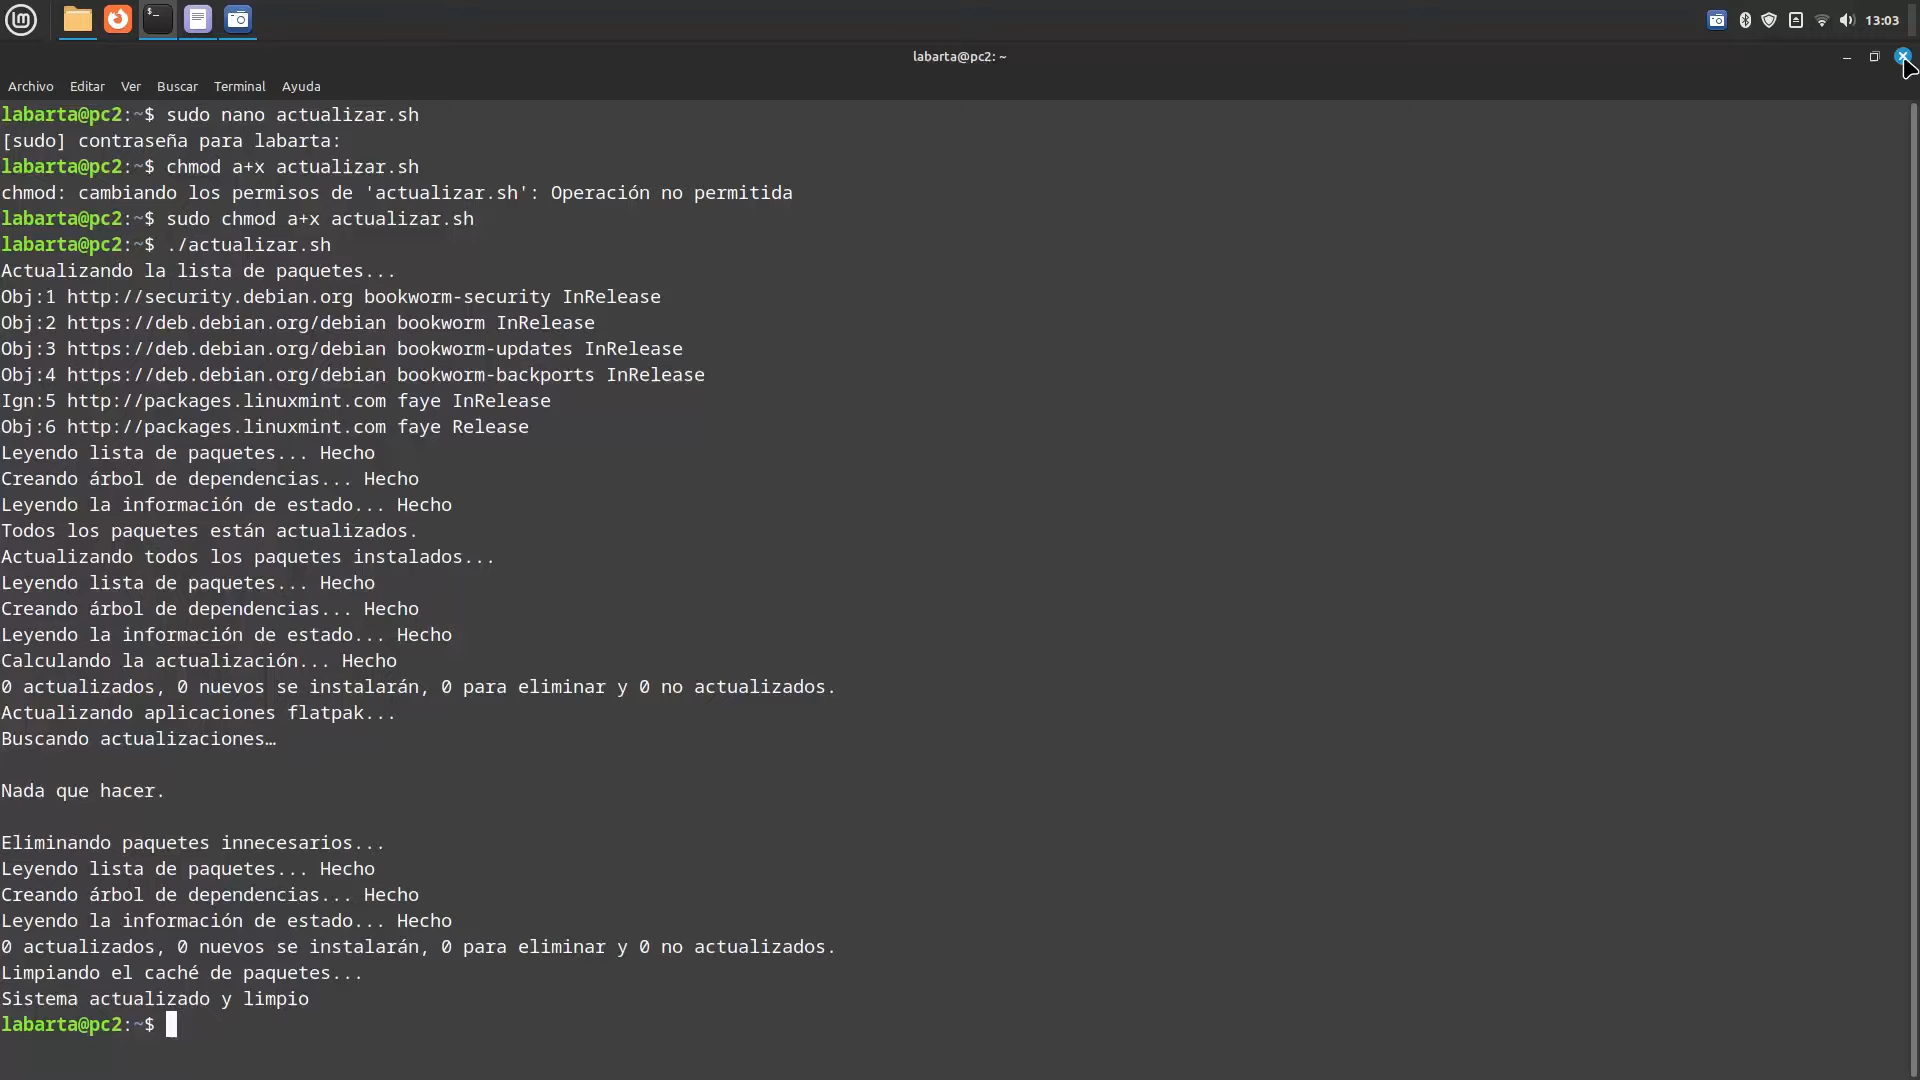 13:03
labarta@pc2: ~
Archivo Editar Ver Buscar Terminal Ayuda
labarta@pc2:~$ sudo nano actualizar.sh
[sudo] contraseña para labarta:
labarta@pc2:~$ chmod a+x actualizar.sh
chmod: cambiando los permisos de 'actualizar.sh': Operación no permitida
labarta@pc2:~$ sudo chmod a+x actualizar.sh
labarta@pc2:~$ ./actualizar.sh
Actualizando la lista de paquetes...
Obj:1 http://security.debian.org bookworm-security InRelease
Obj:2 https://deb.debian.org/debian bookworm InRelease
Obj:3 https://deb.debian.org/debian bookworm-updates InRelease
Obj:4 https://deb.debian.org/debian bookworm-backports InRelease
Ign:5 http://packages.linuxmint.com faye InRelease
Obj:6 http://packages.linuxmint.com faye Release
Leyendo lista de paquetes... Hecho
Creando árbol de dependencias... Hecho
Leyendo la información de estado... Hecho
Todos los paquetes están actualizados.
Actualizando todos los paquetes instalados...
Leyendo lista de paquetes... Hecho
Creando árbol de dependencias... Hecho
Leyendo la información de estado... Hecho
Calculando la actualización... Hecho
0 actualizados, 0 nuevos se instalarán, 0 para eliminar y 0 no actualizados.
Actualizando aplicaciones flatpak...
Buscando actualizaciones…
Nada que hacer.
Eliminando paquetes innecesarios...
Leyendo lista de paquetes... Hecho
Creando árbol de dependencias... Hecho
Leyendo la información de estado... Hecho
0 actualizados, 0 nuevos se instalarán, 0 para eliminar y 0 no actualizados.
Limpiando el caché de paquetes...
Sistema actualizado y limpio
labarta@pc2:~$